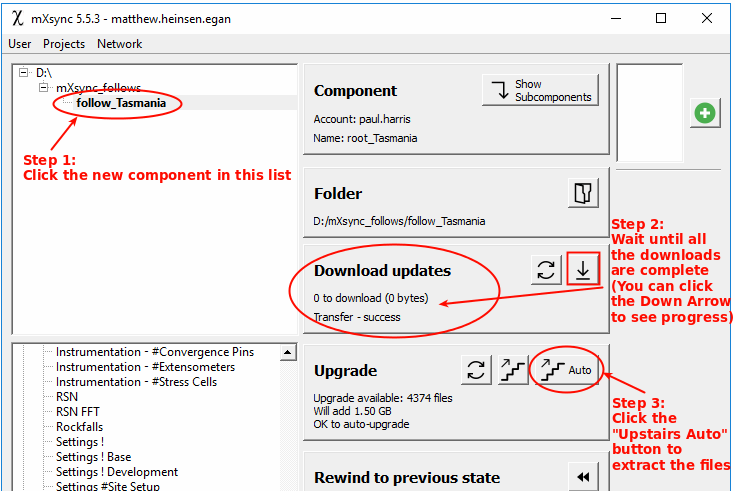 mXsync 5.5.3 - matthew.heinsen.egan
User Projects Network
D:\
mXsync_follows
follow_Tasmania
Step 1:
Click the new component in this list
Component
Show
Subcomponents
Account: paul.harris
Name: root_Tasmania
Folder
D:/mXsync_follows/follow_Tasmania
Step 2:
Wait until all
the downloads
are complete
(You can click
the Down Arrow
to see progress)
Download updates
0 to download (0 bytes)
Transfer - success
Instrumentation - #Convergence Pins
Instrumentation - #Extensometers
Instrumentation - #Stress Cells
RSN
RSN FFT
Rockfalls
Settings !
Settings ! Base
Settings ! Development
Settings #Site Setup
Upgrade
Auto
Upgrade available: 4374 files
Will add 1.50 GB
OK to auto-upgrade
Step 3:
Click the
"Upstairs Auto"
button to
extract the files
Rewind to previous state